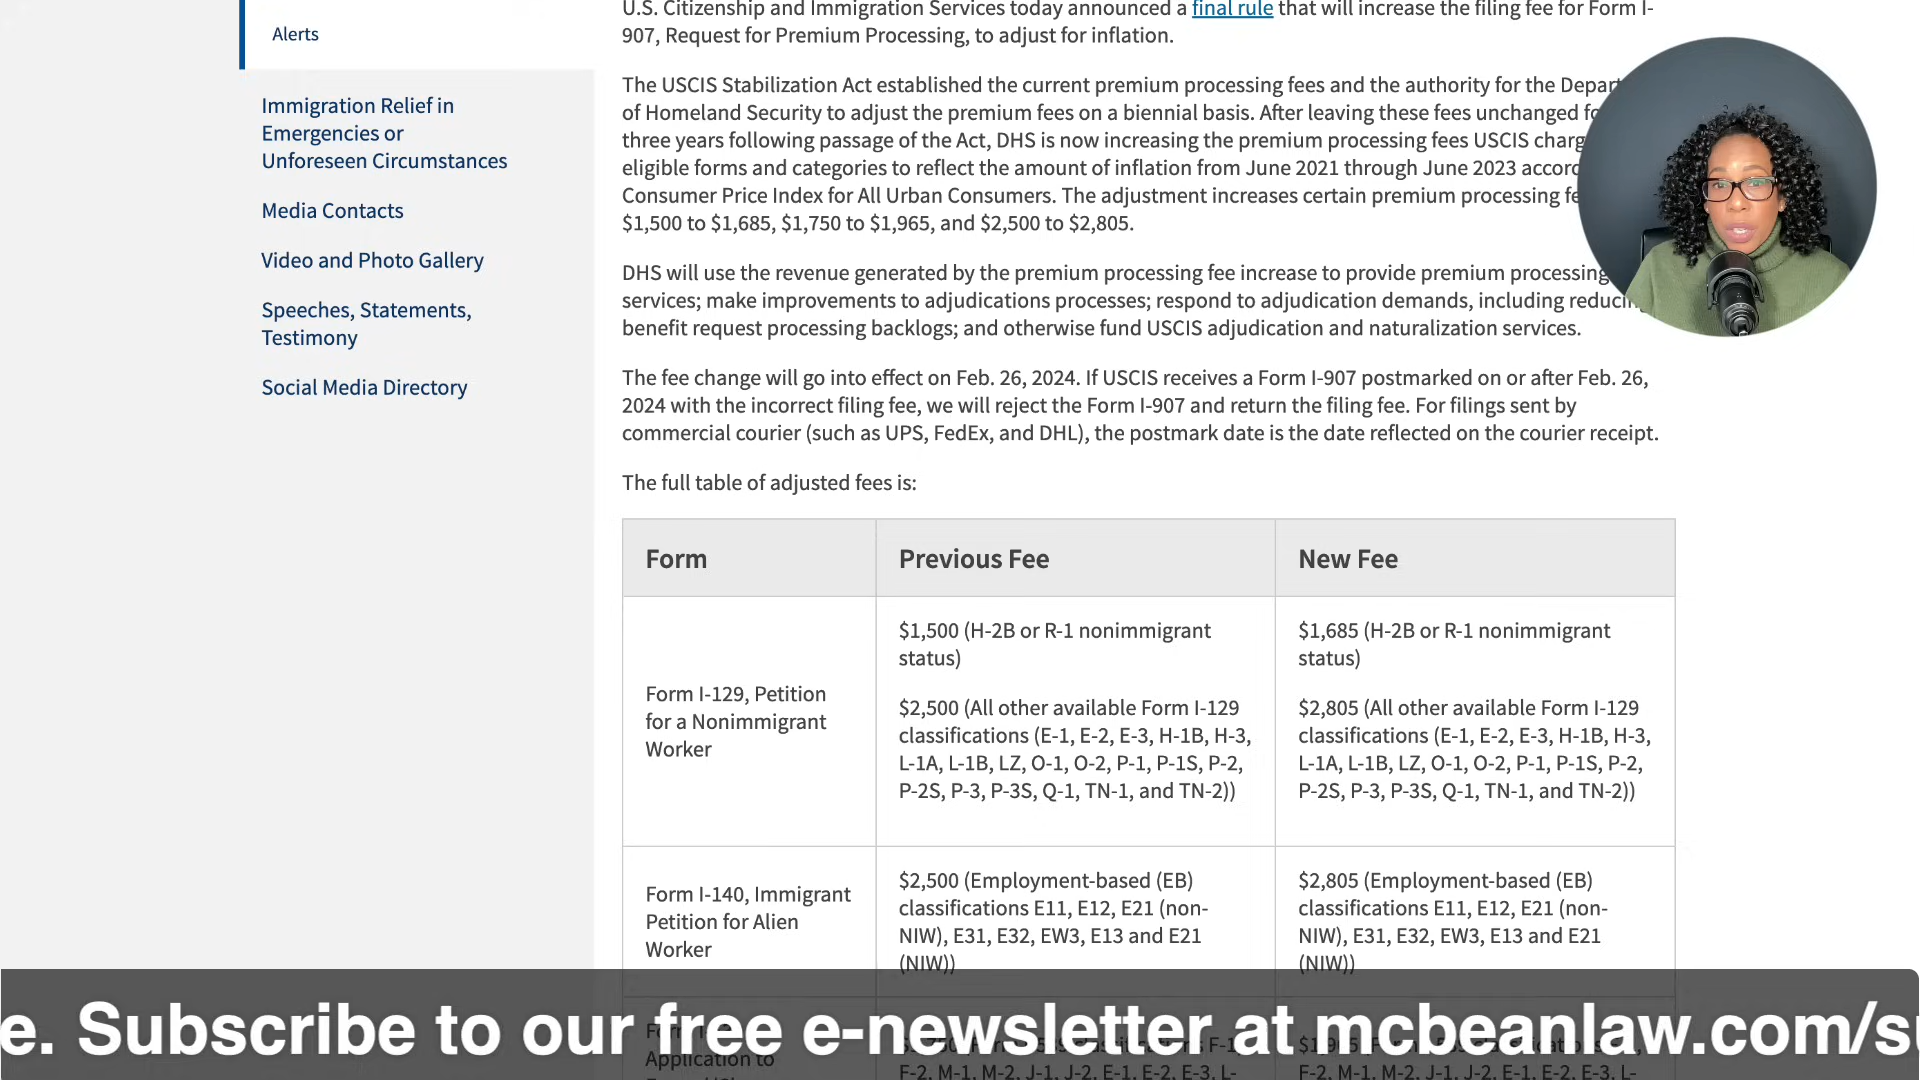 Alerts
Immigration Relief in
Emergencies or
Unforeseen Circumstances
Media Contacts
Video and Photo Gallery
Speeches, Statements,
Testimony
Social Media Directory
U.S. Citizenship and Immigration Services today announced a final rule that will increase the filing fee for Form I-
907, Request for Premium Processing, to adjust for inflation.
The USCIS Stabilization Act established the current premium processing fees and the authority for the
of Homeland Security to adjust the premium fees on a biennial basis. After leaving these fees unchanged
three years following passage of the Act, DHS is now increasing the premium processing fees USCIS
eligible forms and categories to reflect the amount of inflation from June 2021 through June 2023
Consumer Price Index for All Urban Consumers. The adjustment increases certain premium processing
$1,500 to $1,685, $1,750 to $1,965, and $2,500 to $2,805.
DHS will use the revenue generated by the premium processing fee increase to provide premium processing
services; make improvements to adjudications processes; respond to adjudication demands, including
benefit request processing backlogs; and otherwise fund USCIS adjudication and naturalization services.
The fee change will go into effect on Feb. 26, 2024. If USCIS receives a Form I-907 postmarked on or after Feb. 26,
2024 with the incorrect filing fee, we will reject the Form I-907 and return the filing fee. For filings sent by
commercial courier (such as UPS, FedEx, and DHL), the postmark date is the date reflected on the courier receipt.
The full table of adjusted fees is:
Form
Previous Fee
New Fee
Form I-129, Petition
for a Nonimmigrant
Worker
$1,500 (H-2B or R-1 nonimmigrant
status)
$2,500 (All other available Form I-129
classifications (E-1, E-2, E-3, H-1B, H-3,
L-1A, L-1B, LZ, O-1, O-2, P-1, P-1S, P-2,
P-2S, P-3, P-3S, Q-1, TN-1, and TN-2))
$1,685 (H-2B or R-1 nonimmigrant
status)
$2,805 (All other available Form I-129
classifications (E-1, E-2, E-3, H-1B, H-3,
L-1A, L-1B, LZ, O-1, O-2, P-1, P-1S, P-2,
P-2S, P-3, P-3S, Q-1, TN-1, and TN-2))
Form I-140, Immigrant
Petition for Alien
Worker
$2,500 (Employment-based (EB)
classifications E11, E12, E21 (non-
NIW), E31, E32, EW3, E13 and E21
(NIW))
$2,805 (Employment-based (EB)
classifications E11, E12, E21 (non-
NIW), E31, E32, EW3, E13 and E21
(NIW))
Application to
F-2, M-1, M-2, J-1, J-2, E-1, E-2, E-3, L-
F-2, M-1, M-2, J-1, J-2, E-1, E-2, E-3, L-
e. Subscribe to our free e-newsletter at mcbeanlaw.com/s